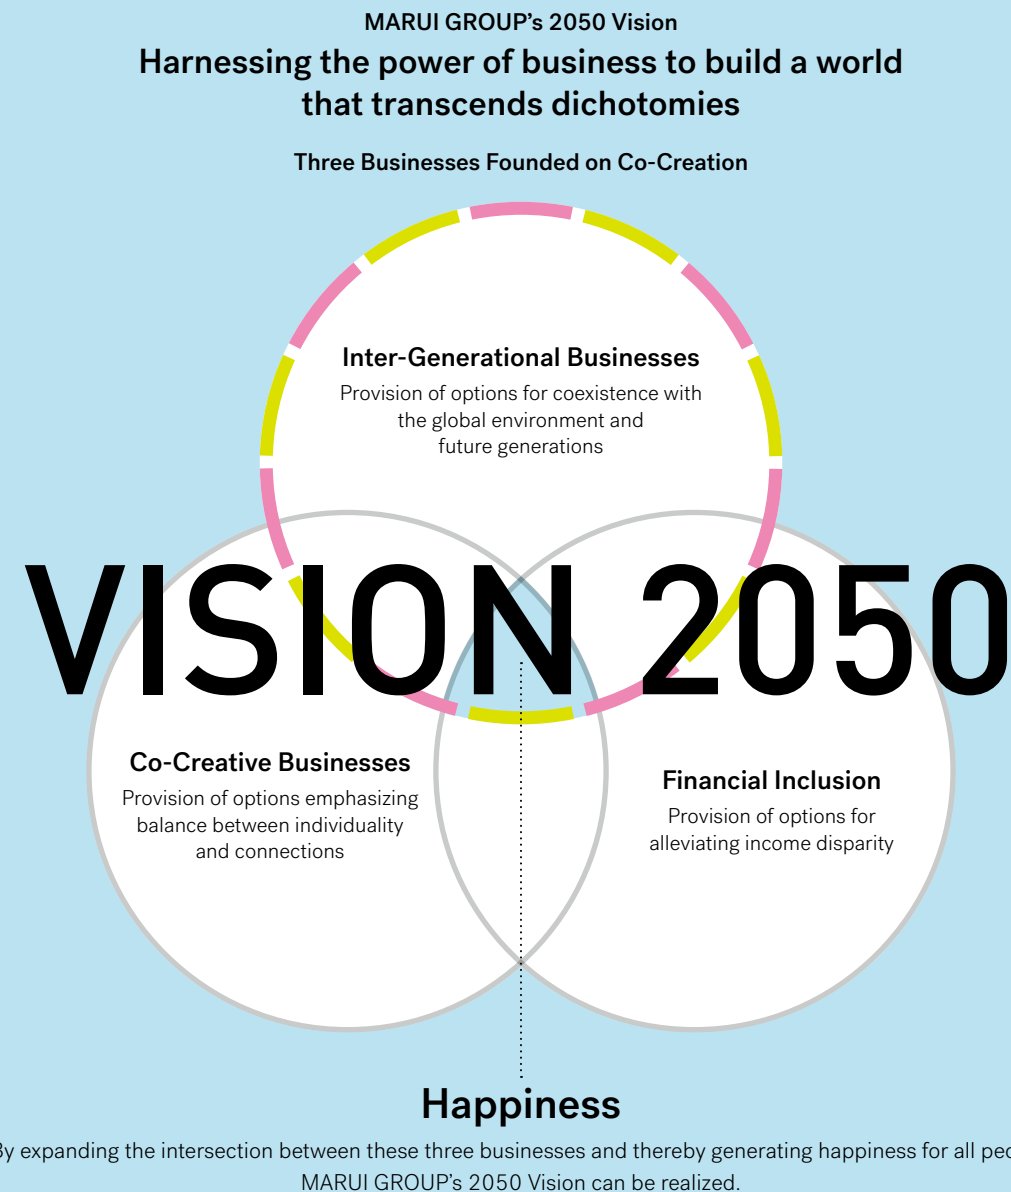 MARUI GROUP's 2050 Vision
Harnessing the power of business to build a world
that transcends dichotomies
Three Businesses Founded on Co-Creation
Inter-Generational Businesses
Provision of options for coexistence with
the global environment and
future generations
VISION 2050
Co-Creative Businesses
Provision of options emphasizing
balance between individuality
and connections
Financial Inclusion
Provision of options for
alleviating income disparity
Happiness
By expanding the intersection between these three businesses and thereby generating happiness for all
MARUI GROUP's 2050 Vision can be realized.